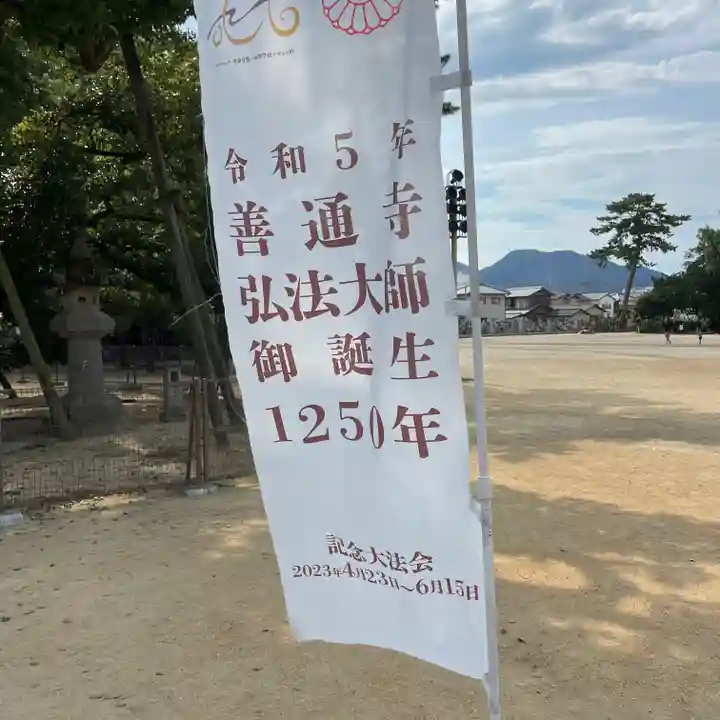 令和5年
善通寺
弘法大師
御誕生
1250年
記念大法会
2023年4月23日～6月15日